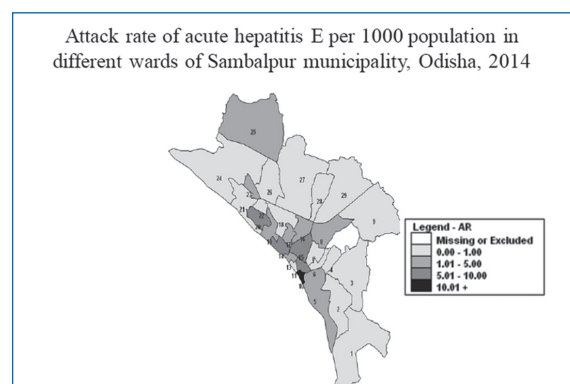 Attack rate of acute hepatitis E per 1000 population in
different wards of Sambalpur municipality, Odisha, 2014
25
24
27
26
28
29
9
8
6
4
3
5
2
1
Legend - AR
Missing or Excluded
0.00 - 1.00
1.01 - 5.00
5.01 - 10.00
10.01 +